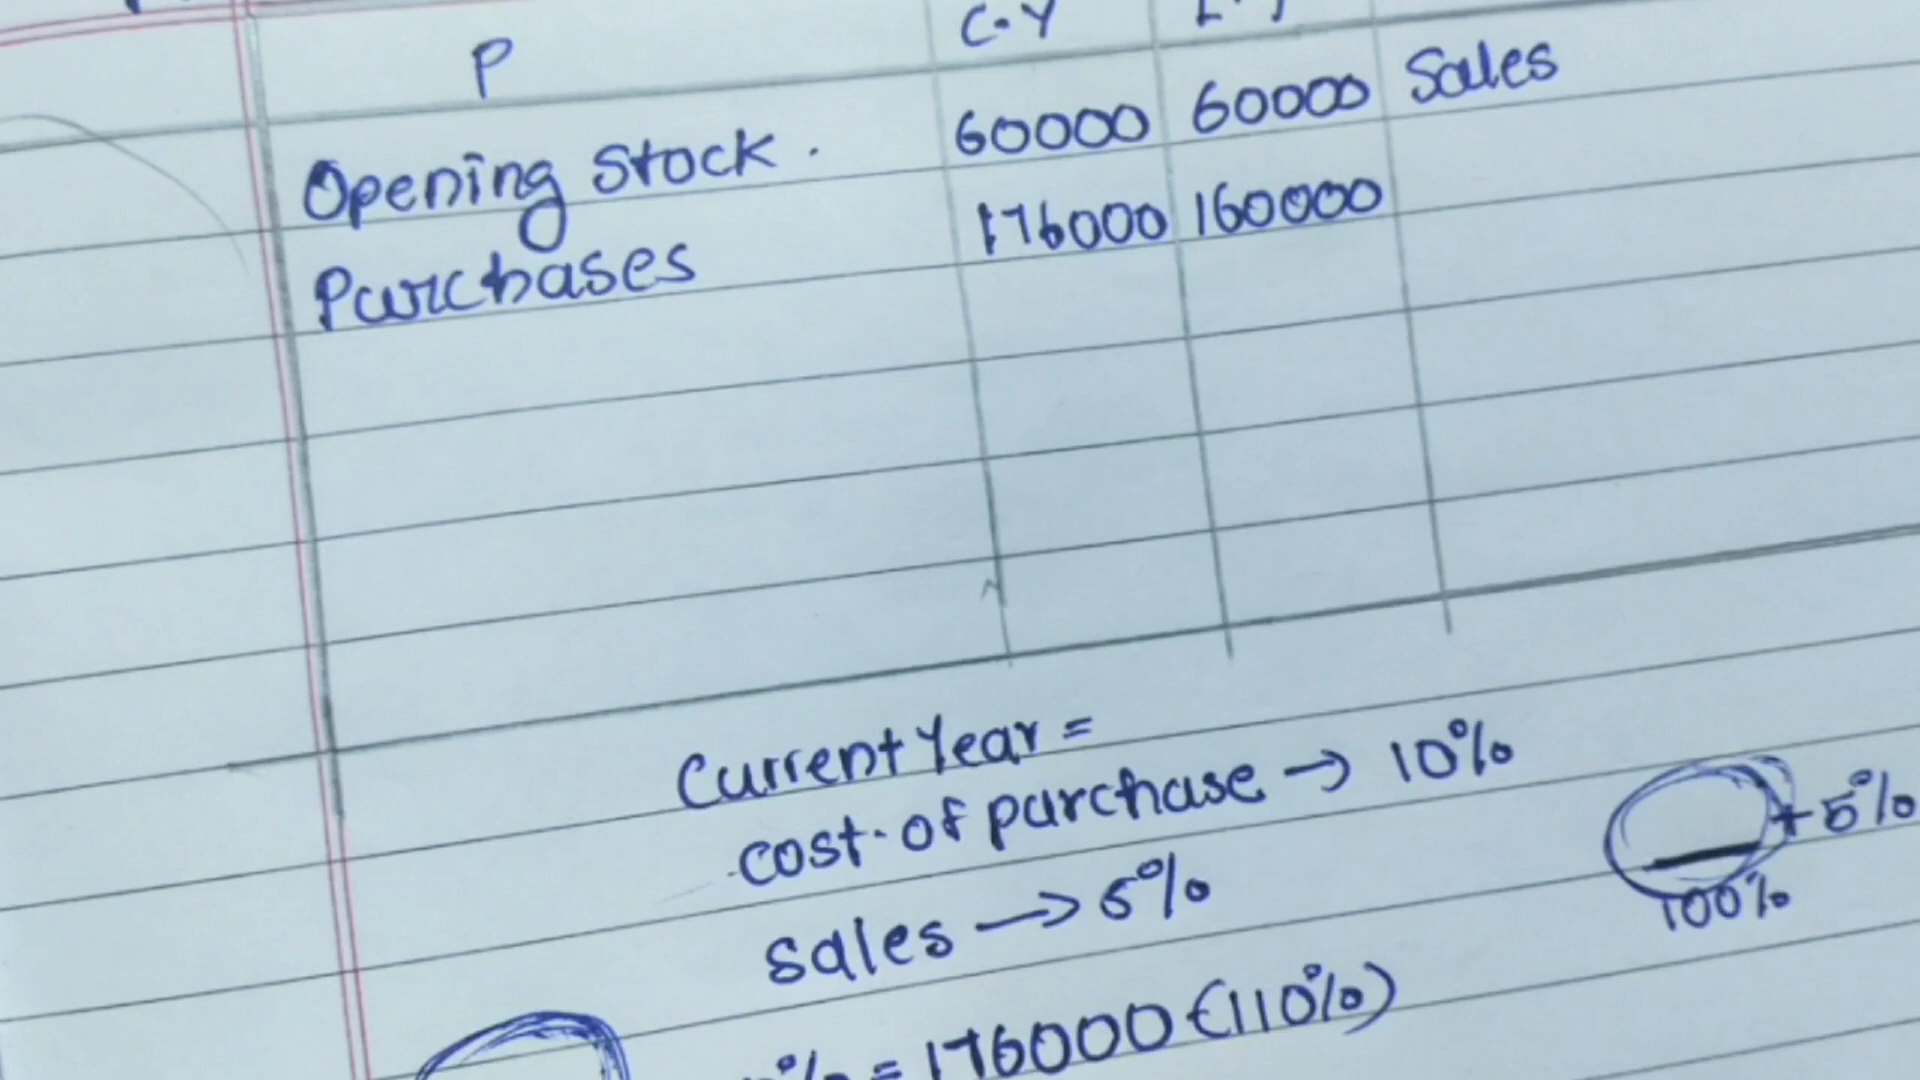 P C.Y
Opening Stock. 60000 60000 Sales
Purchases 176000 160000
Current Year =
cost.of purchase → 10%
Sales → 5%
+5%
100%
% = 176000 (110%)